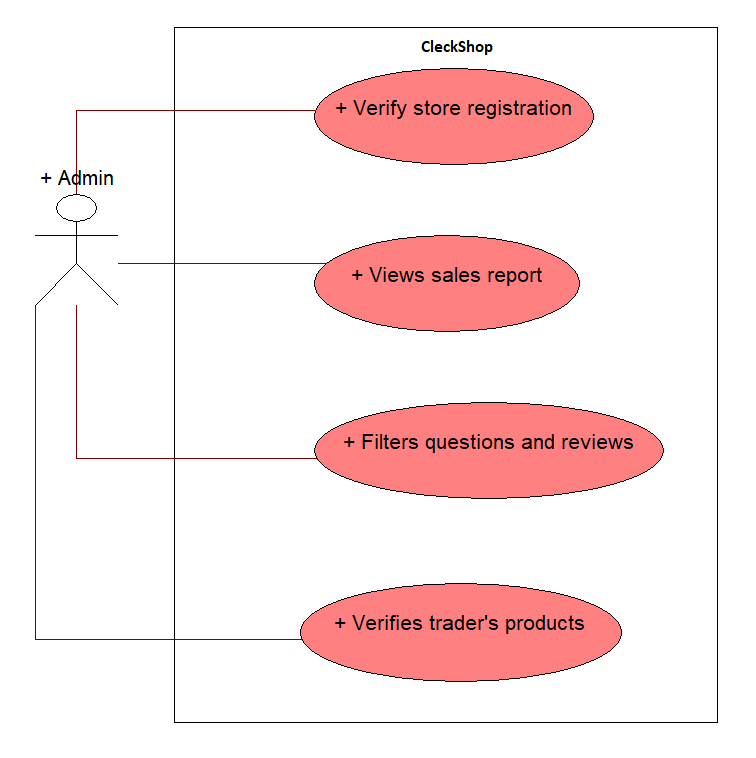 CleckShop
+ Verify store registration
+ Admin
+ Views sales report
+ Filters questions and reviews
+ Verifies trader's products